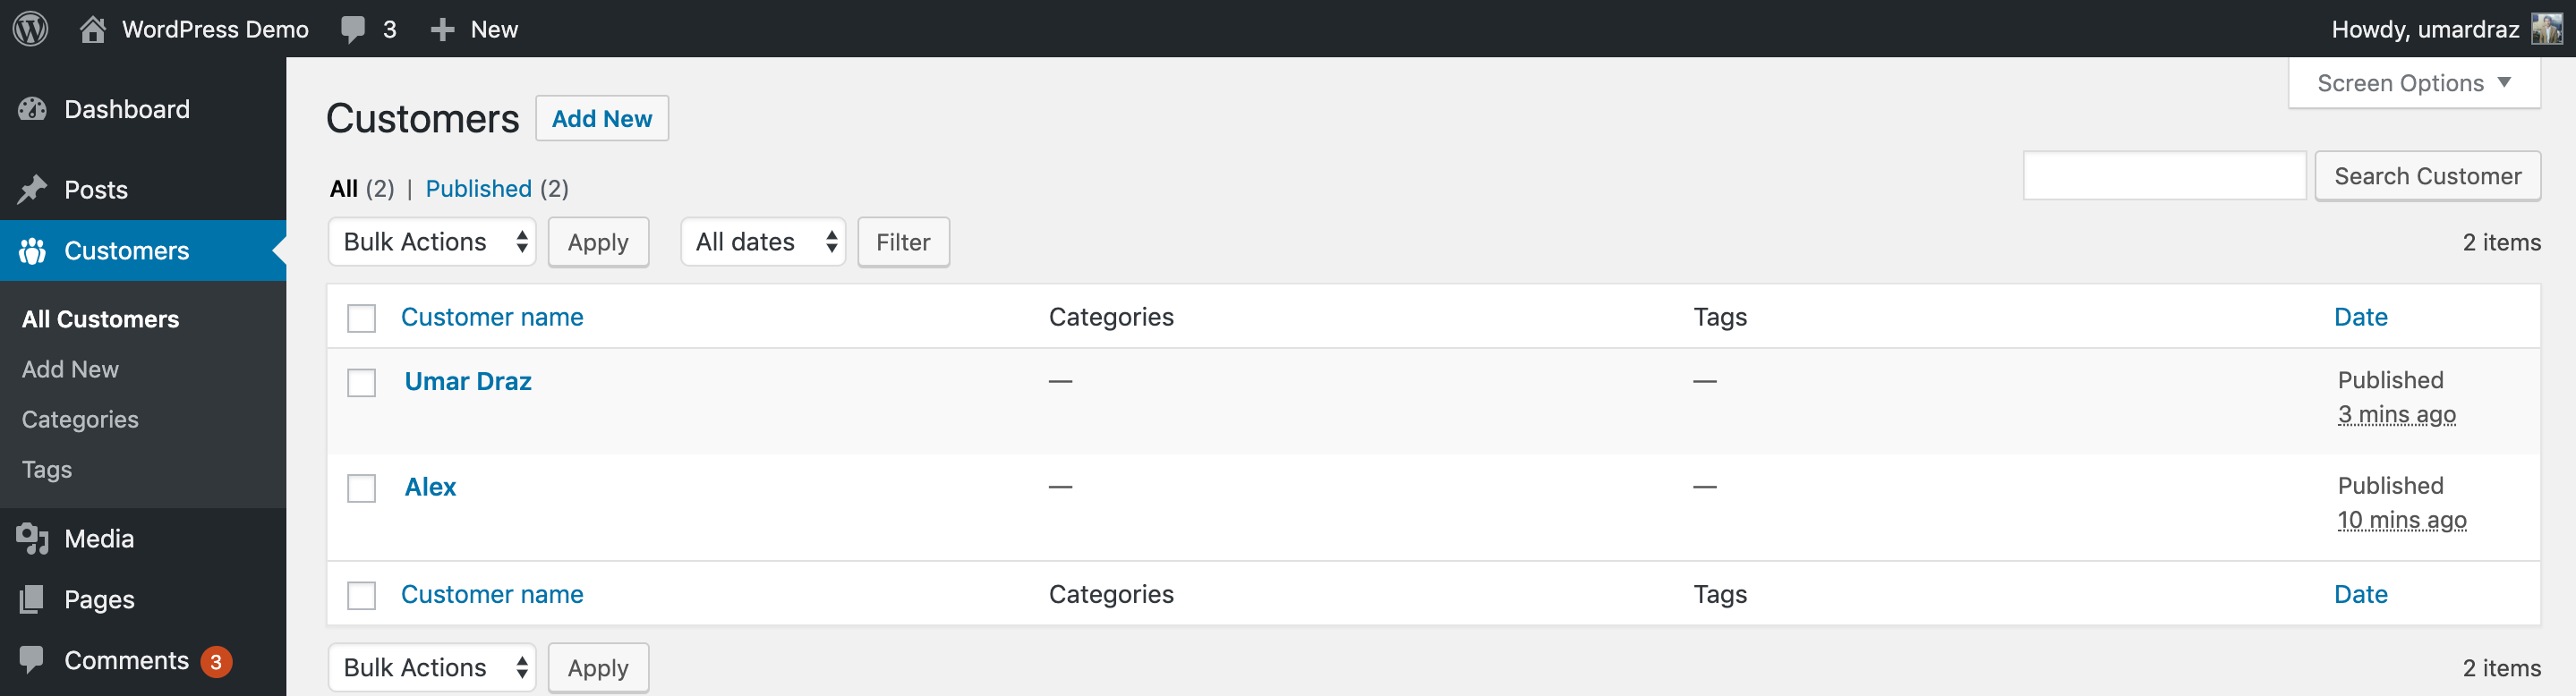 WordPress Demo 3 New Howdy, umardraz
Screen Options
Dashboard
Posts
Customers
All Customers
Add New
Categories
Tags
Media
Pages
Comments 3
Customers Add New
All (2) | Published (2)
Search Customer
Bulk Actions Apply All dates Filter 2 items
Customer name Categories Tags Date
Umar Draz — — Published
3 mins ago
Alex — — Published
10 mins ago
Customer name Categories Tags Date
Bulk Actions Apply 2 items